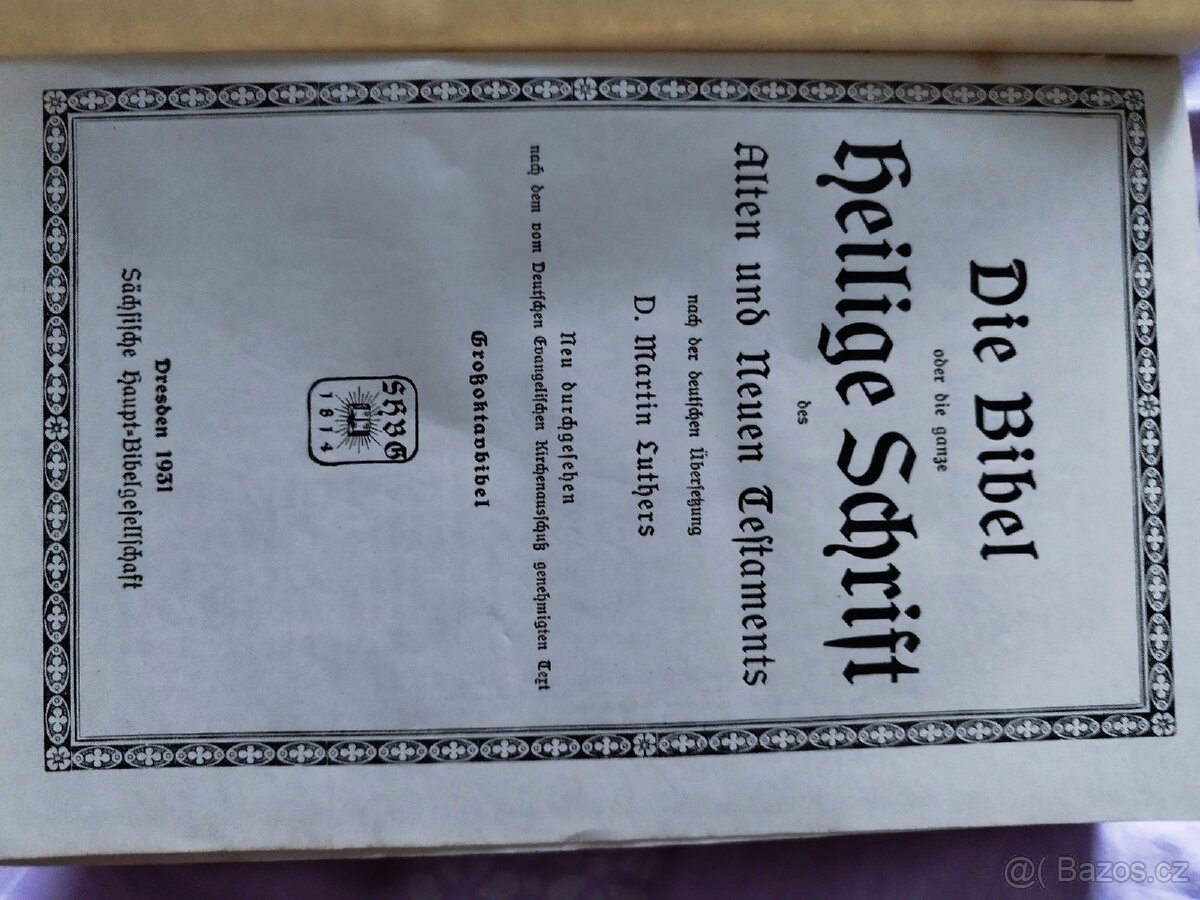 Die Bibel
oder die ganze
Heilige Schrift
des
Alten und Neuen Testaments
nach der deutschen Übersetzung
D. Martin Luthers
Neu durchgesehen
nach dem vom Deutschen Evangelischen Kirchenausschuß genehmigten Text
Großoktavbibel
SHBG
1814
Dresden 1931
Sächsische Haupt-Bibelgesellschaft
@( Bazos.cz